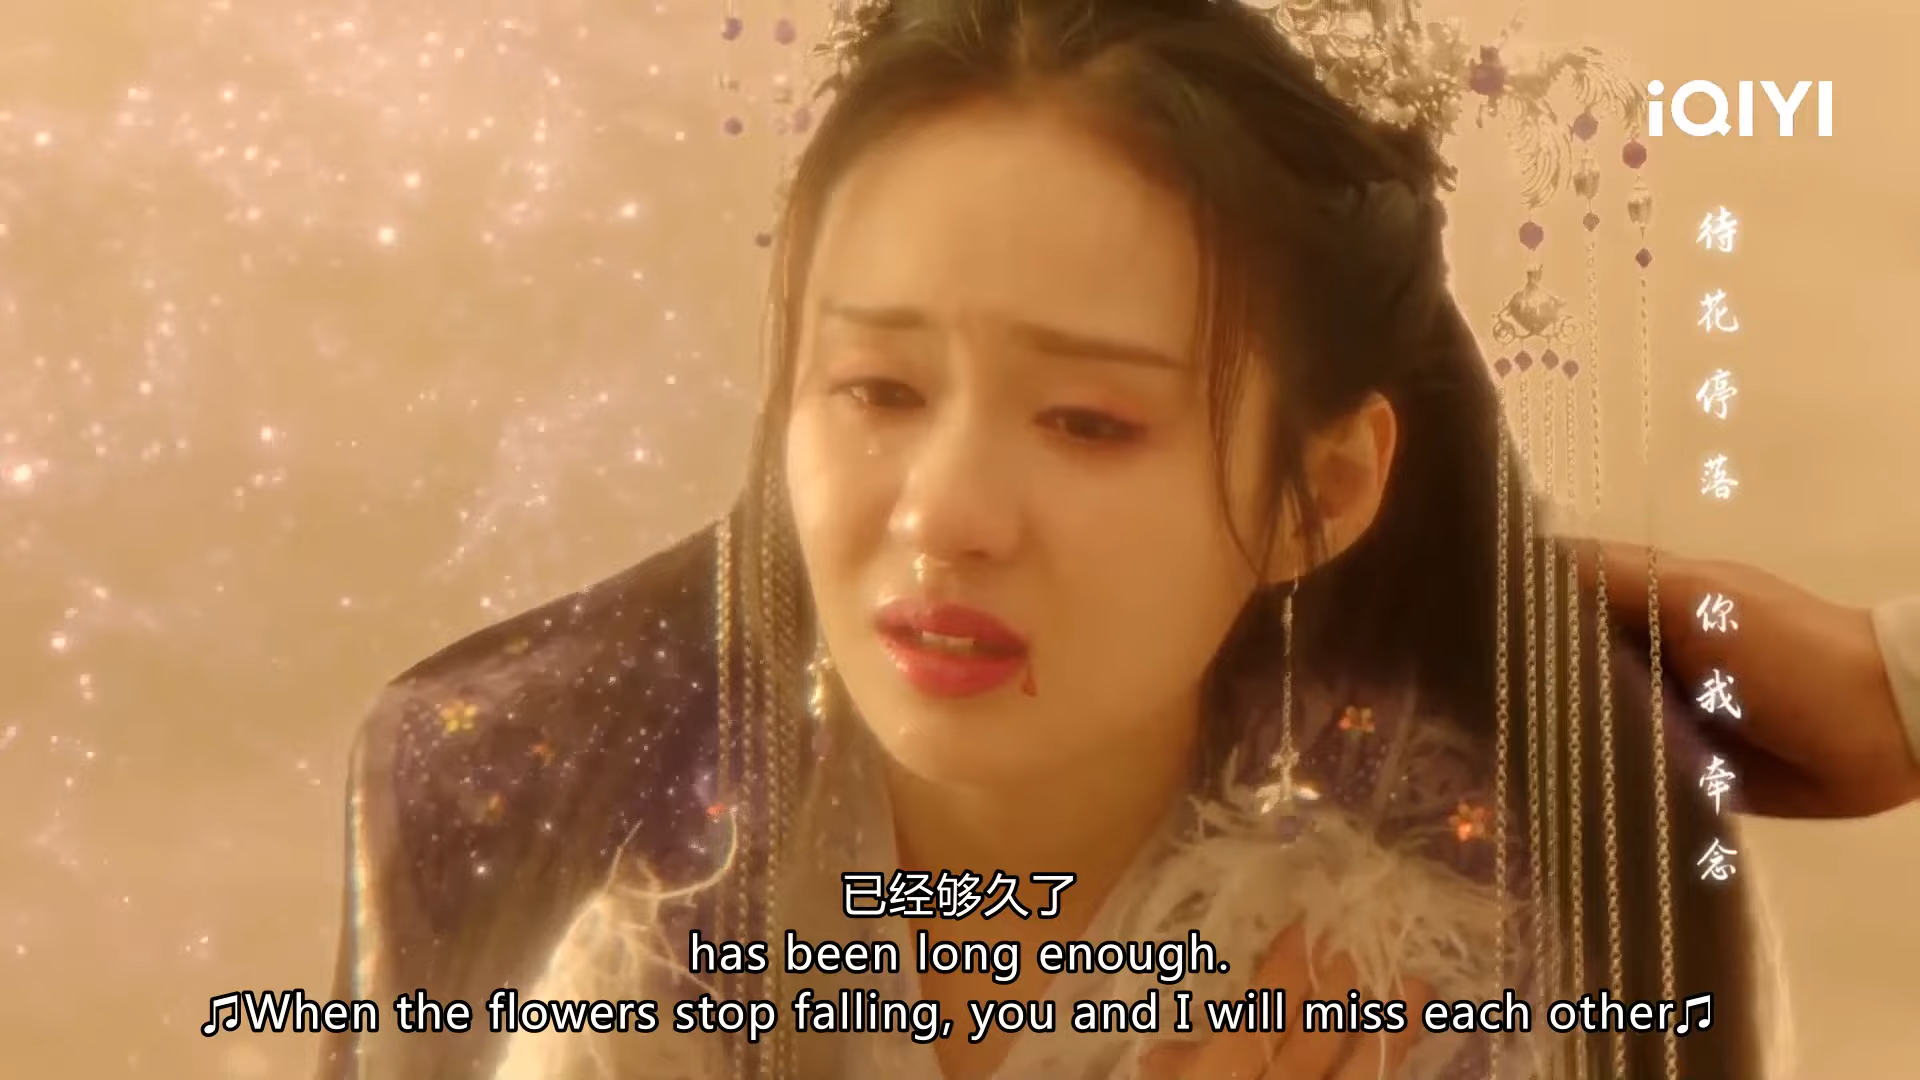 iQIYI
待花停落 你我牵念
已经够久了
has been long enough.
♫When the flowers stop falling, you and I will miss each other♫